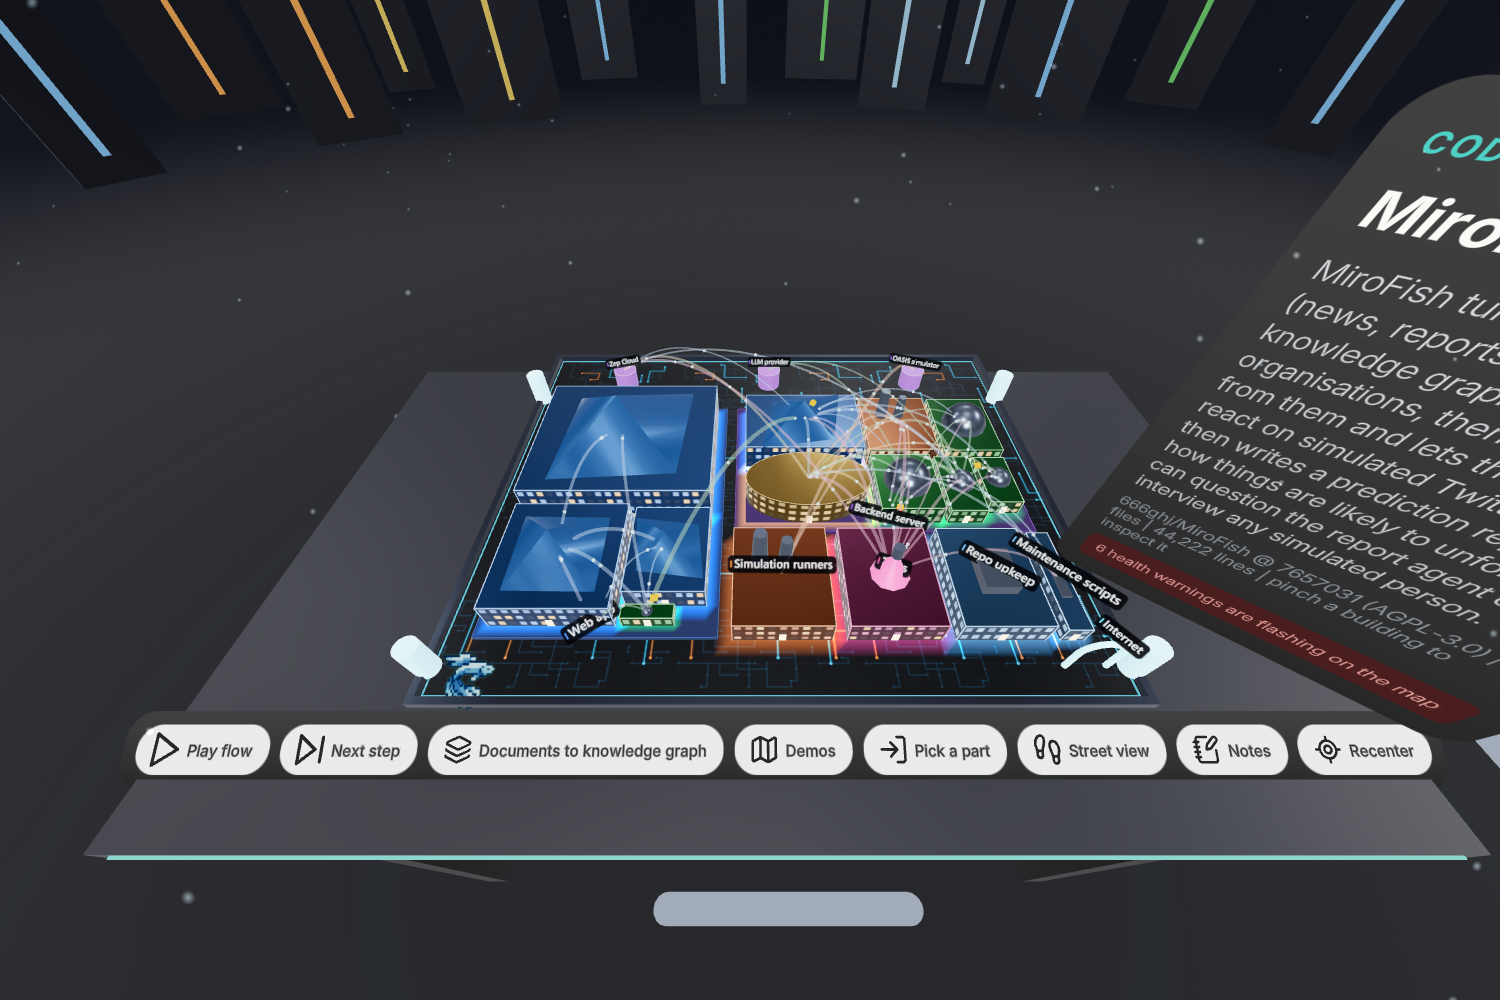 COD
Miro
MiroFish tur
(news, reports
knowledge grap
organisations, then
from them and lets th
react on simulated Twit
then writes a prediction re
how things are likely to unfo
can question the report agent o
interview any simulated person.
666ghj/MiroFish @ 7657031 (AGPL-3.0) |
files | 44,222 lines | pinch a building to
inspect it
6 health warnings are flashing on the map
Zep Cloud
LLM provider
OASIS simulator
Backend server
Simulation runners
Repo upkeep
Maintenance scripts
Internet
Web
Play flow
Next step
Documents to knowledge graph
Demos
Pick a part
Street view
Notes
Recenter